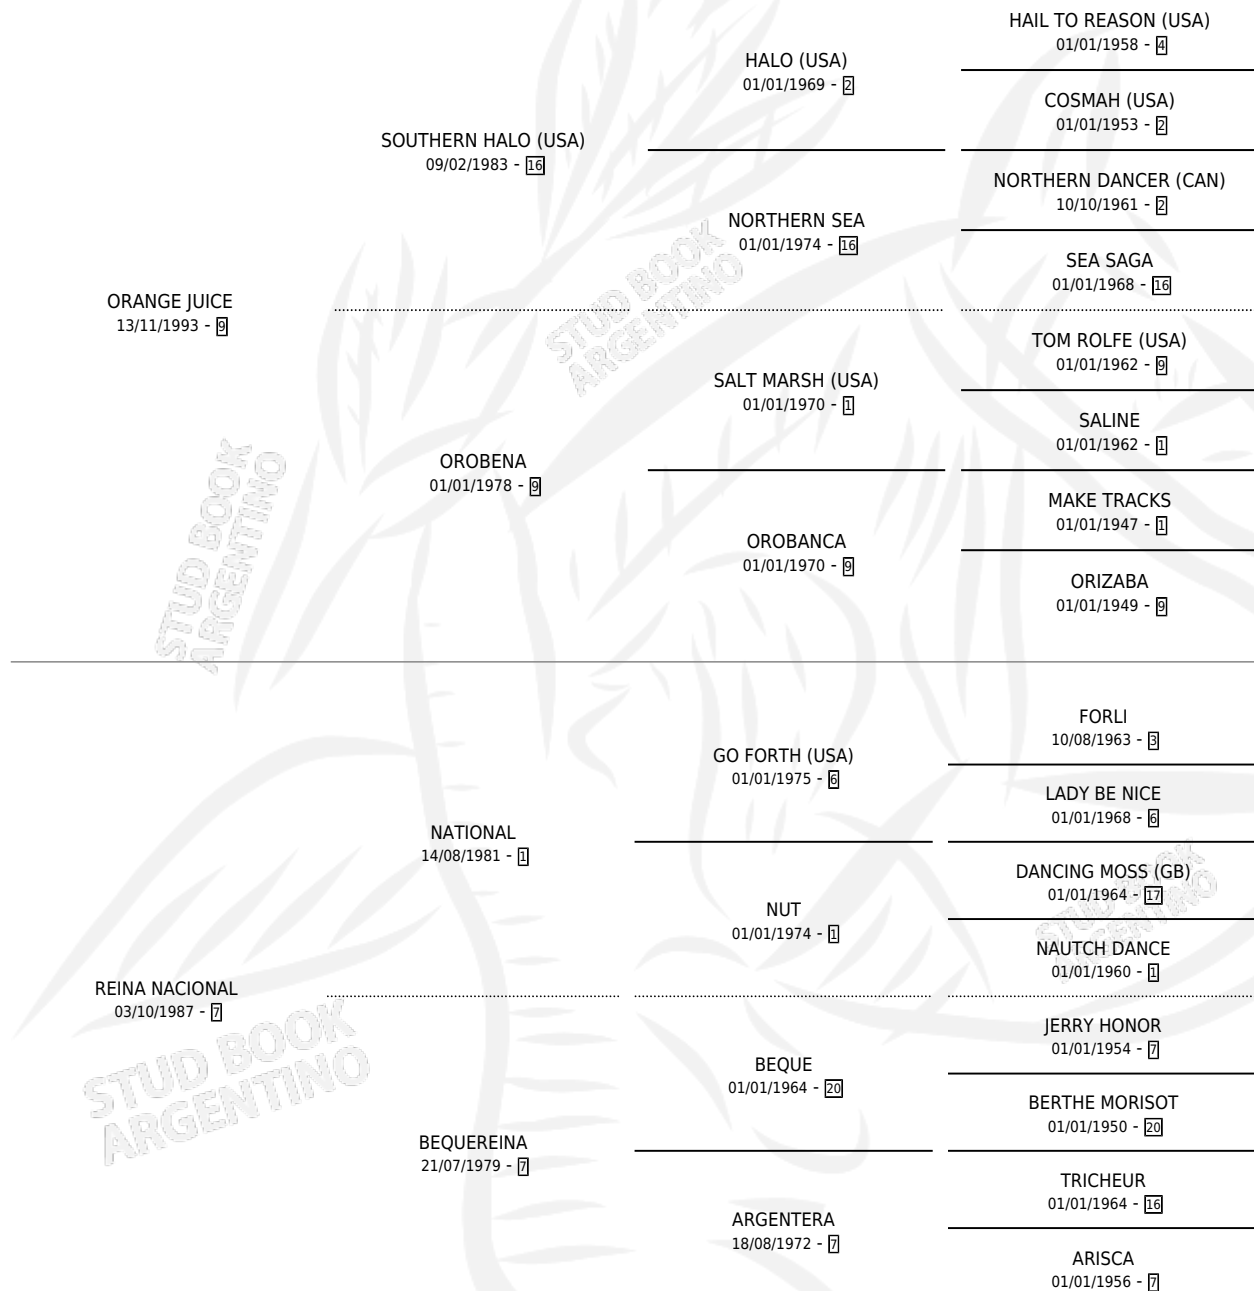 HAIL TO REASON (USA)
01/01/1958 - 4
HALO (USA)
01/01/1969 - 2
COSMAH (USA)
01/01/1953 - 2
SOUTHERN HALO (USA)
09/02/1983 - 16
NORTHERN DANCER (CAN)
10/10/1961 - 2
NORTHERN SEA
01/01/1974 - 16
SEA SAGA
01/01/1968 - 16
ORANGE JUICE
13/11/1993 - 9
TOM ROLFE (USA)
01/01/1962 - 9
SALT MARSH (USA)
01/01/1970 - 1
SALINE
01/01/1962 - 1
OROBENA
01/01/1978 - 9
MAKE TRACKS
01/01/1947 - 1
OROBANCA
01/01/1970 - 9
ORIZABA
01/01/1949 - 9
FORLI
10/08/1963 - 3
GO FORTH (USA)
01/01/1975 - 6
LADY BE NICE
01/01/1968 - 6
NATIONAL
14/08/1981 - 1
DANCING MOSS (GB)
01/01/1964 - 17
NUT
01/01/1974 - 1
NAUTCH DANCE
01/01/1960 - 1
REINA NACIONAL
03/10/1987 - 7
JERRY HONOR
01/01/1954 - 7
BEQUE
01/01/1964 - 20
BERTHE MORISOT
01/01/1950 - 20
BEQUEREINA
21/07/1979 - 7
TRICHEUR
01/01/1964 - 16
ARGENTERA
18/08/1972 - 7
ARISCA
01/01/1956 - 7
STUD BOOK
ARGENTINO
STUD BOOK
ARGENTINO
STUD BOOK
ARGENTINO
STUD BOOK
ARGENTINO